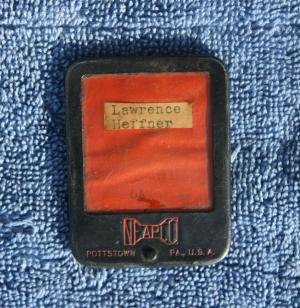 Lawrence
Heffner
NEAPCO
POTTSTOWN PA., U.S.A.